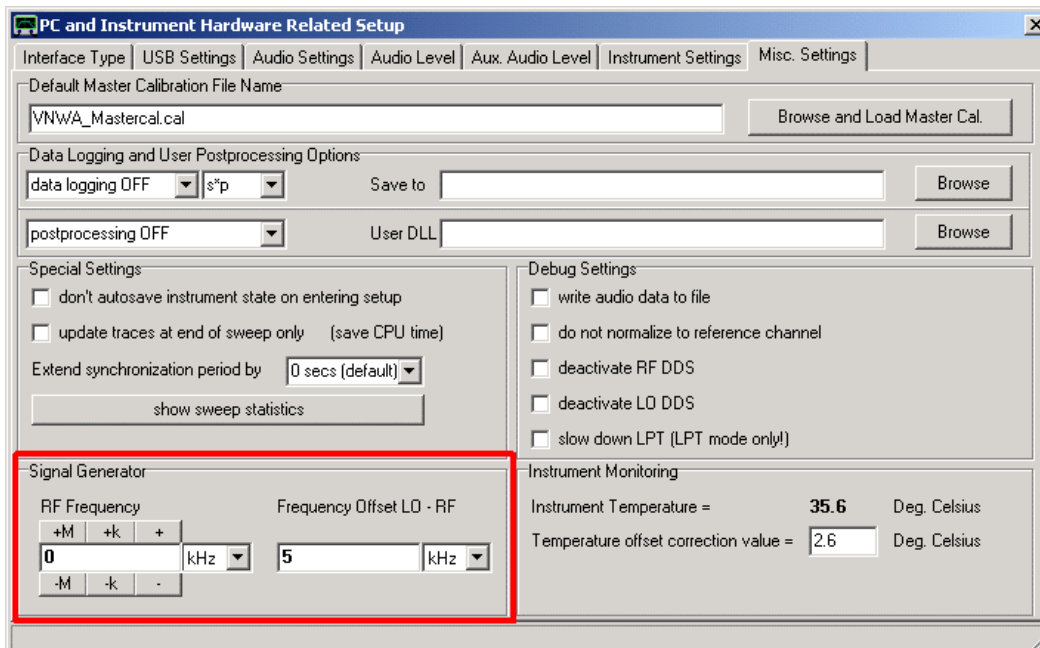 PC and Instrument Hardware Related Setup
Interface Type USB Settings Audio Settings Audio Level Aux. Audio Level Instrument Settings Misc. Settings
Default Master Calibration File Name
VNWA_Mastercal.cal Browse and Load Master Cal.
Data Logging and User Postprocessing Options
data logging OFF s*p Save to Browse
postprocessing OFF User DLL Browse
Special Settings
don't autosave instrument state on entering setup
update traces at end of sweep only (save CPU time)
Extend synchronization period by 0 secs (default)
show sweep statistics
Debug Settings
write audio data to file
do not normalize to reference channel
deactivate RF DDS
deactivate LO DDS
slow down LPT (LPT mode only!)
Signal Generator
RF Frequency Frequency Offset LO - RF
+M +k +
0 kHz 5 kHz
-M -k -
Instrument Monitoring
Instrument Temperature = 35.6 Deg. Celsius
Temperature offset correction value = 2.6 Deg. Celsius